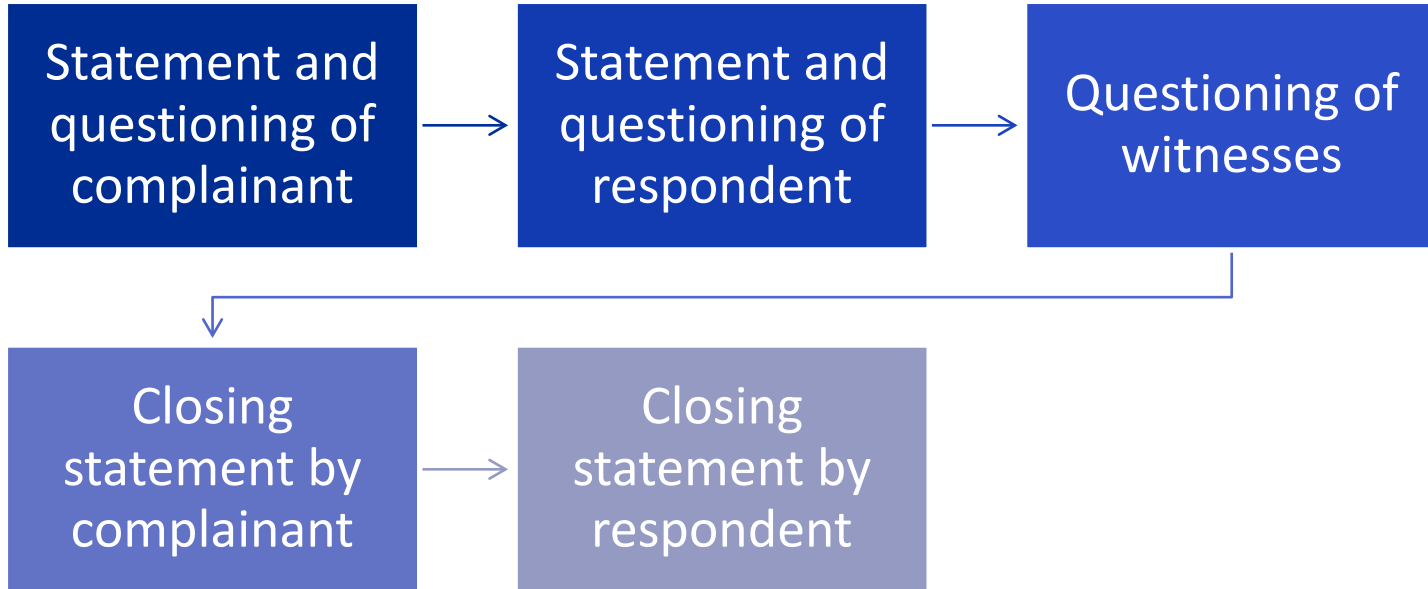 Statement and
questioning of
complainant
Statement and
questioning of
respondent
Questioning of
witnesses
Closing
statement by
complainant
Closing
statement by
respondent